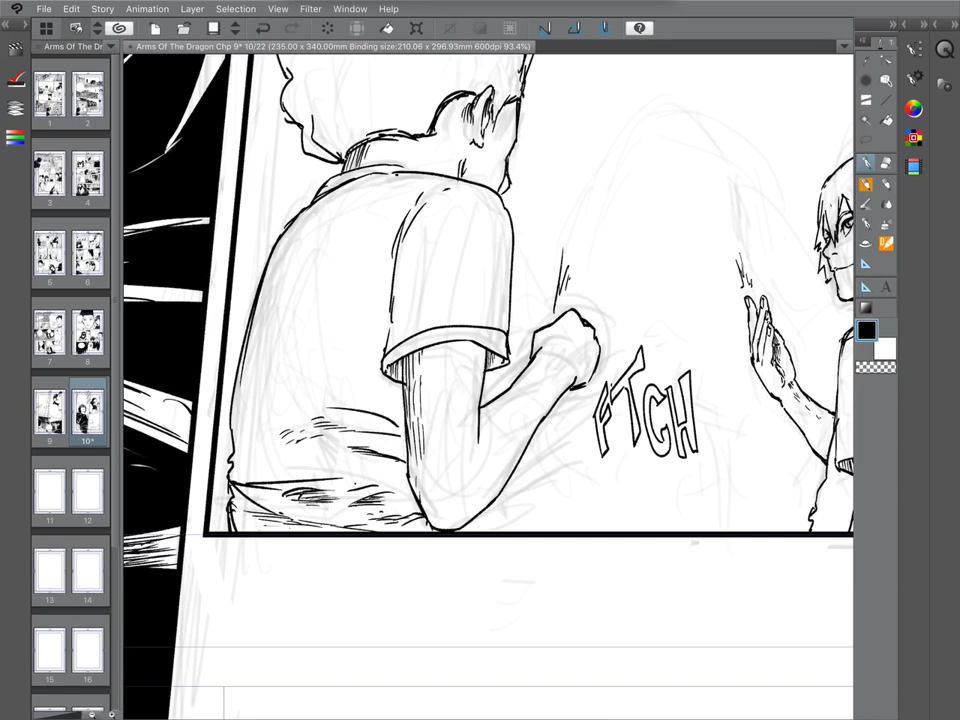 File Edit Story Animation Layer Selection View Filter Window Help
Arms Of The Dr
Arms Of The Dragon Chp 9* 10/22 (235.00 x 340.00mm Binding size:210.06 x 296.93mm 600dpi 93.4%)
1 2
3 4
5 6
7 8
9 10*
11 12
13 14
15 16
FTCH
T
A